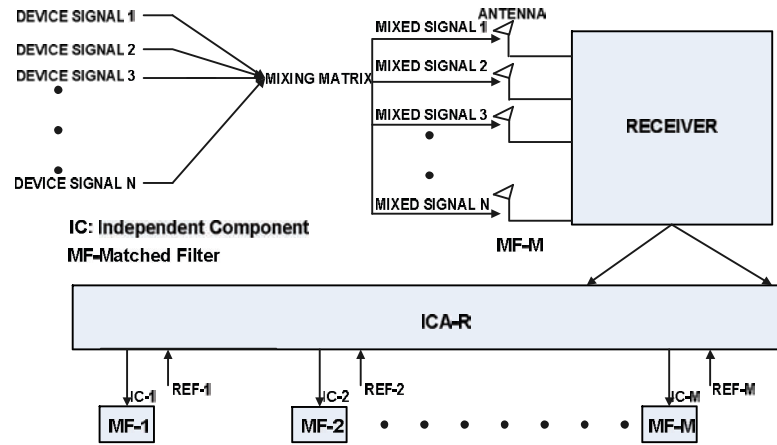 DEVICE SIGNAL 1
DEVICE SIGNAL 2
DEVICE SIGNAL 3
DEVICE SIGNAL N
MIXING MATRIX
ANTENNA
MIXED SIGNAL 1
MIXED SIGNAL 2
MIXED SIGNAL 3
MIXED SIGNAL N
RECEIVER
IC: Independent Component
MF-Matched Filter
MF-M
ICA-R
IC-1
REF-1
IC-2
REF-2
IC-M
REF-M
MF-1
MF-2
MF-M